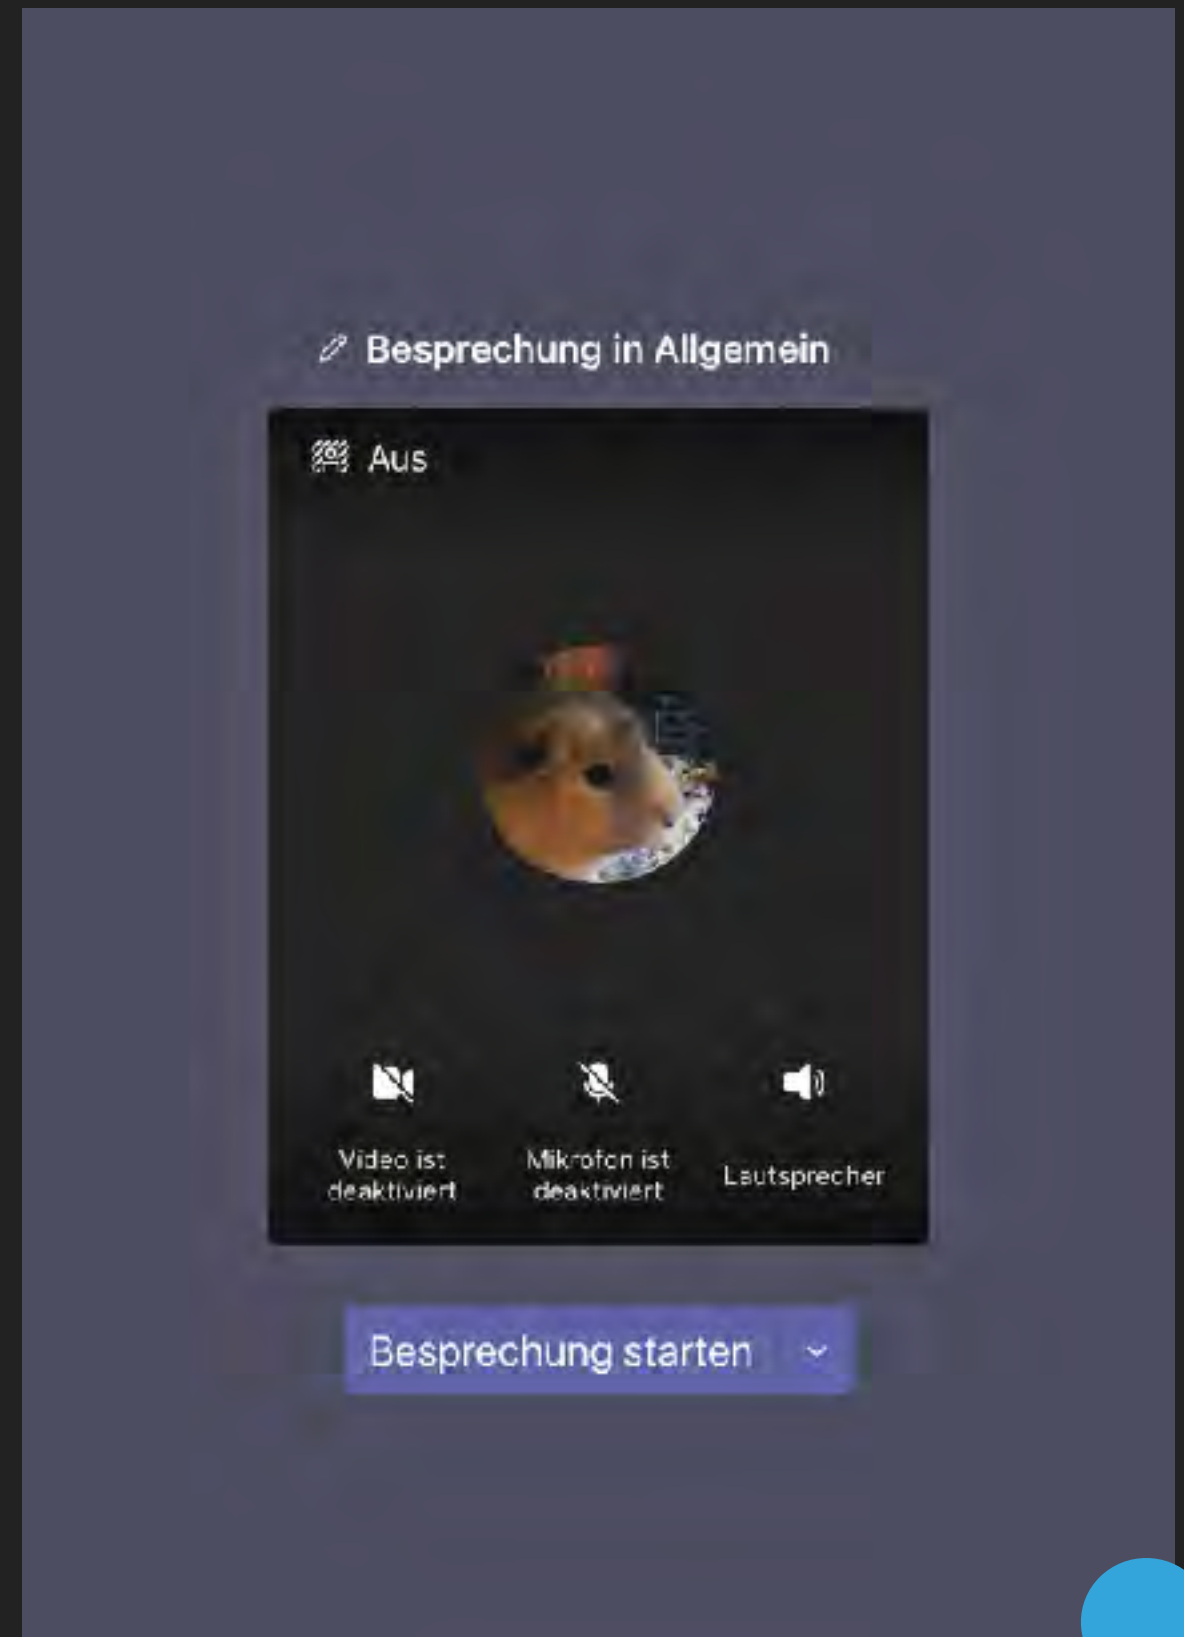 Besprechung in Allgemein
Aus
Video ist
deaktiviert
Mikrofon ist
deaktiviert
Lautsprecher
Besprechung starten